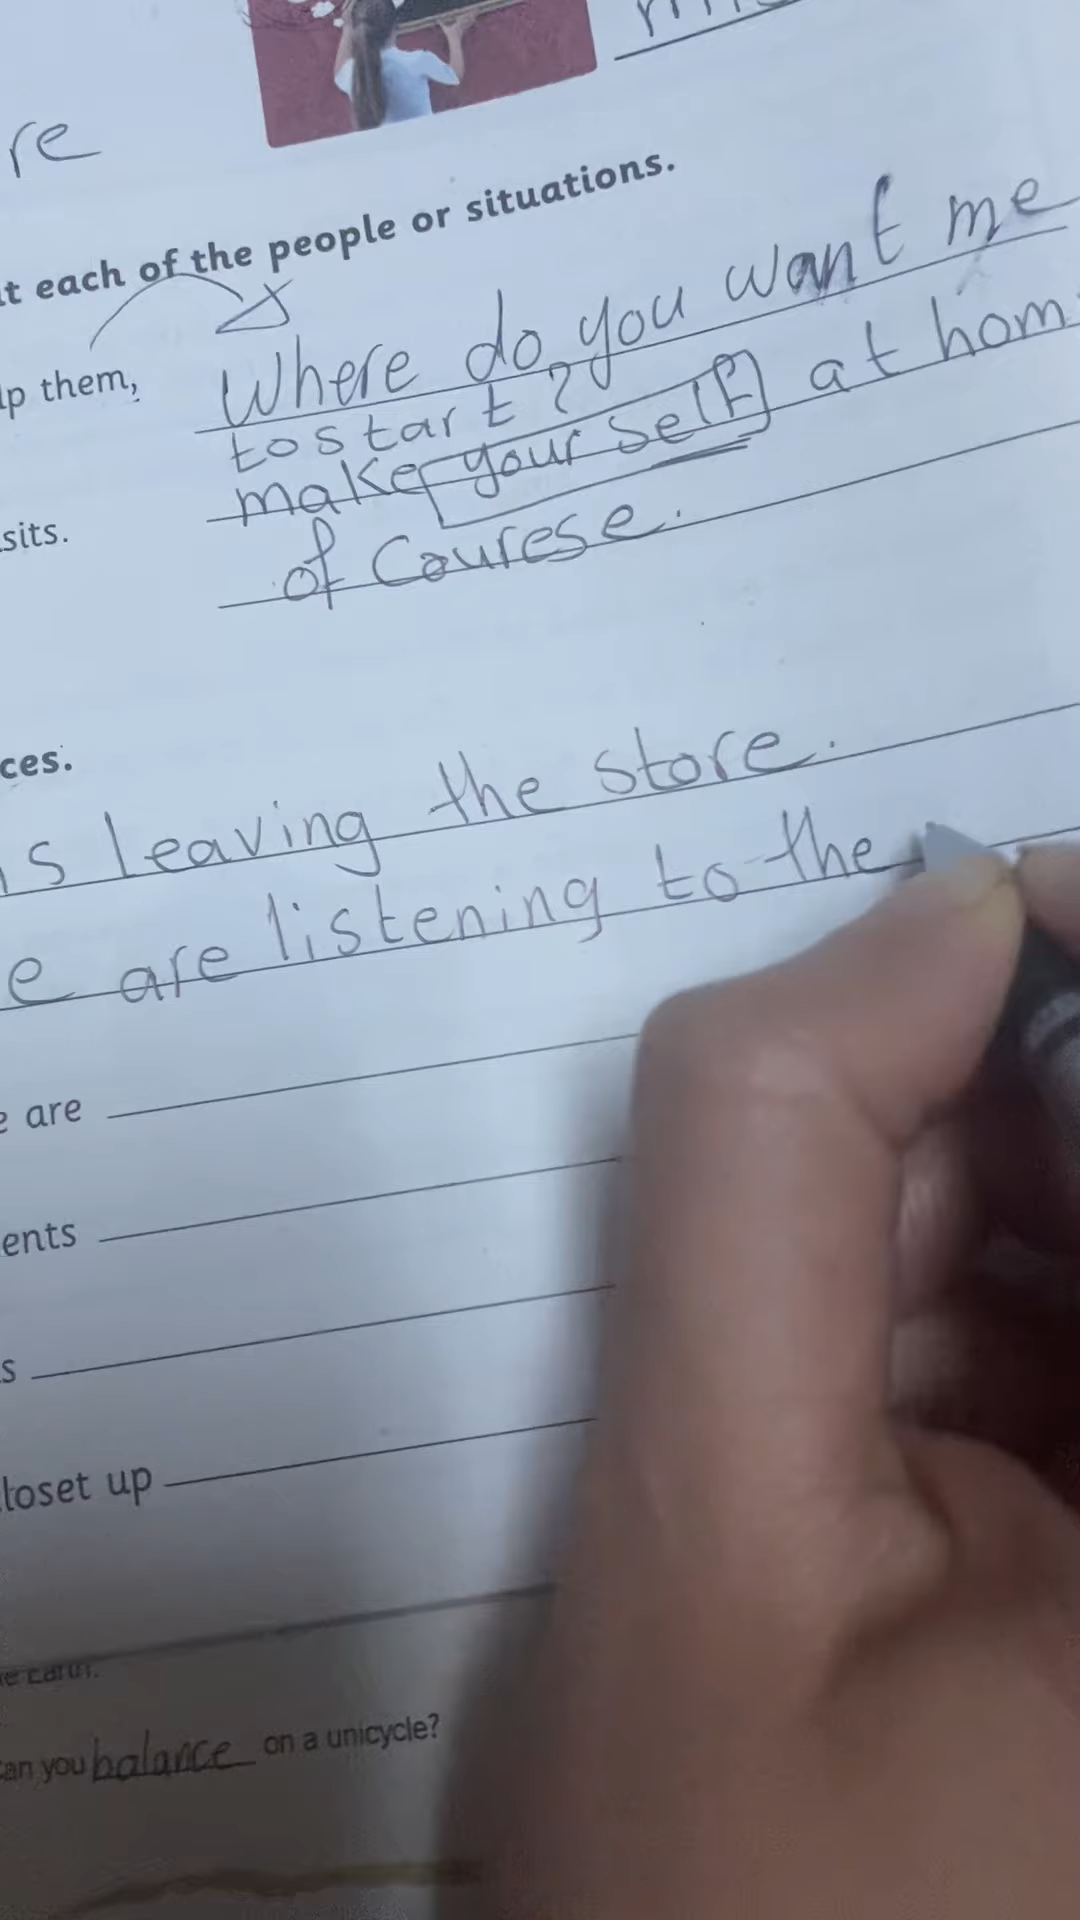 re
t each of the people or situations.
lp them,
Where do you want me
to start?
make your self at hom
sits.
of Courese.
ces.
s leaving the store.
e are listening to the
e are
ents
s
loset up
an you balance on a unicycle?